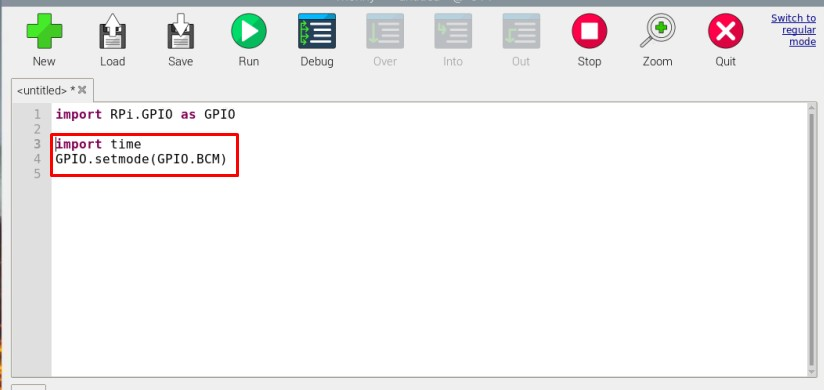 New Load Save Run Debug Over Into Out Stop Zoom Quit
Switch to
regular
mode
<untitled> *
1 import RPi.GPIO as GPIO
2
3 import time
4 GPIO.setmode(GPIO.BCM)
5